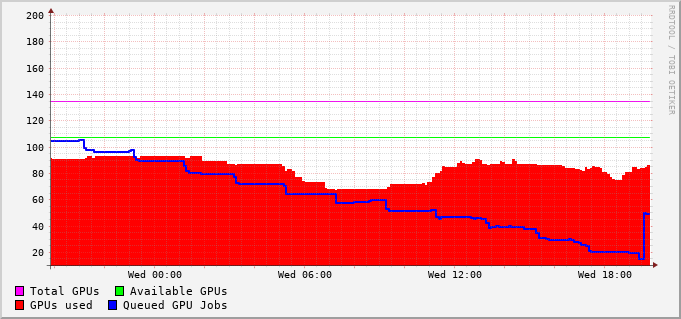 200
180
160
140
120
100
80
60
40
20
Wed 00:00 Wed 06:00 Wed 12:00 Wed 18:00
Total GPUs Available GPUs
GPUs used Queued GPU Jobs
RRDTOOL / TOBI OETIKER